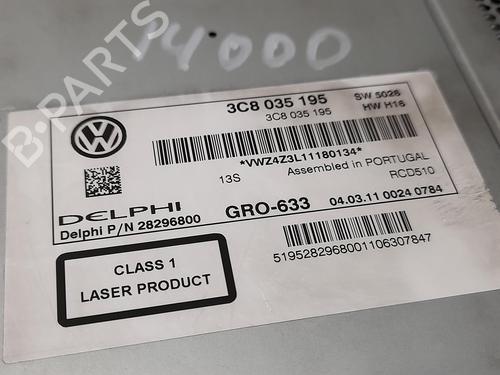 14000
B-PARTS
3C8 035 195
3C8 035 195
SW 5028
HW H16
*VWZ4Z3L11180134*
13S
Assembled in PORTUGAL
RCD510
DELPHI
Delphi P/N 28296800
GRO-633
04.03.11 0024 0784
CLASS 1
LASER PRODUCT
5195282968001106307847